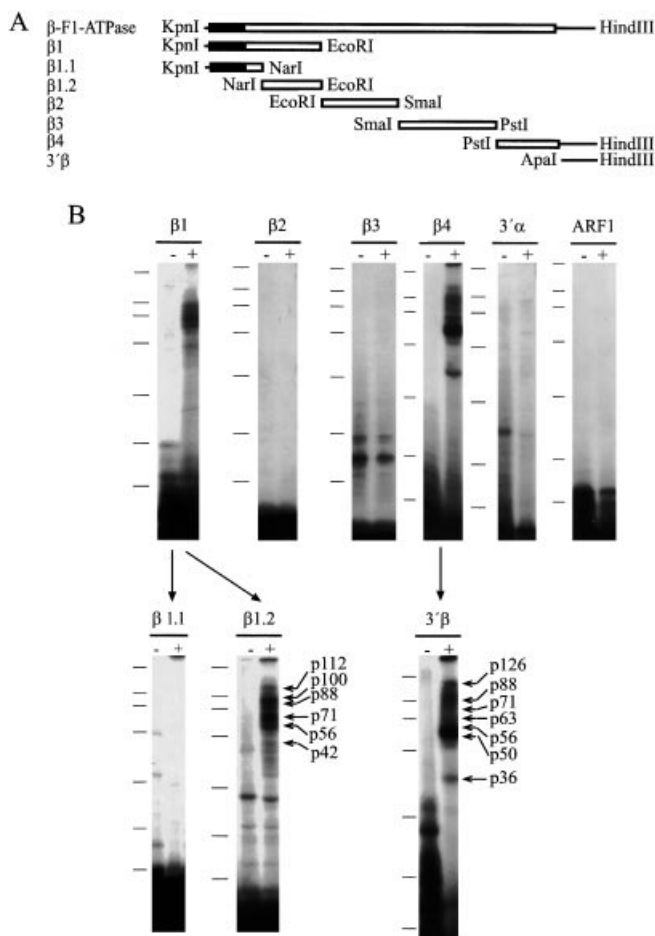 A
β-F1-ATPase KpnI HindIII
β1 KpnI EcoRI
β1.1 KpnI NarI
β1.2 NarI EcoRI
β2 EcoRI SmaI
β3 SmaI PstI
β4 PstI HindIII
3´β ApaI HindIII
B
β1 β2 β3 β4 3´α ARF1
- + - + - + - + - + - +
β 1.1 β1.2 3´β
- + - + - +
p112
p100
p88
p71
p56
p42
p126
p88
p71
p63
p56
p50
p36